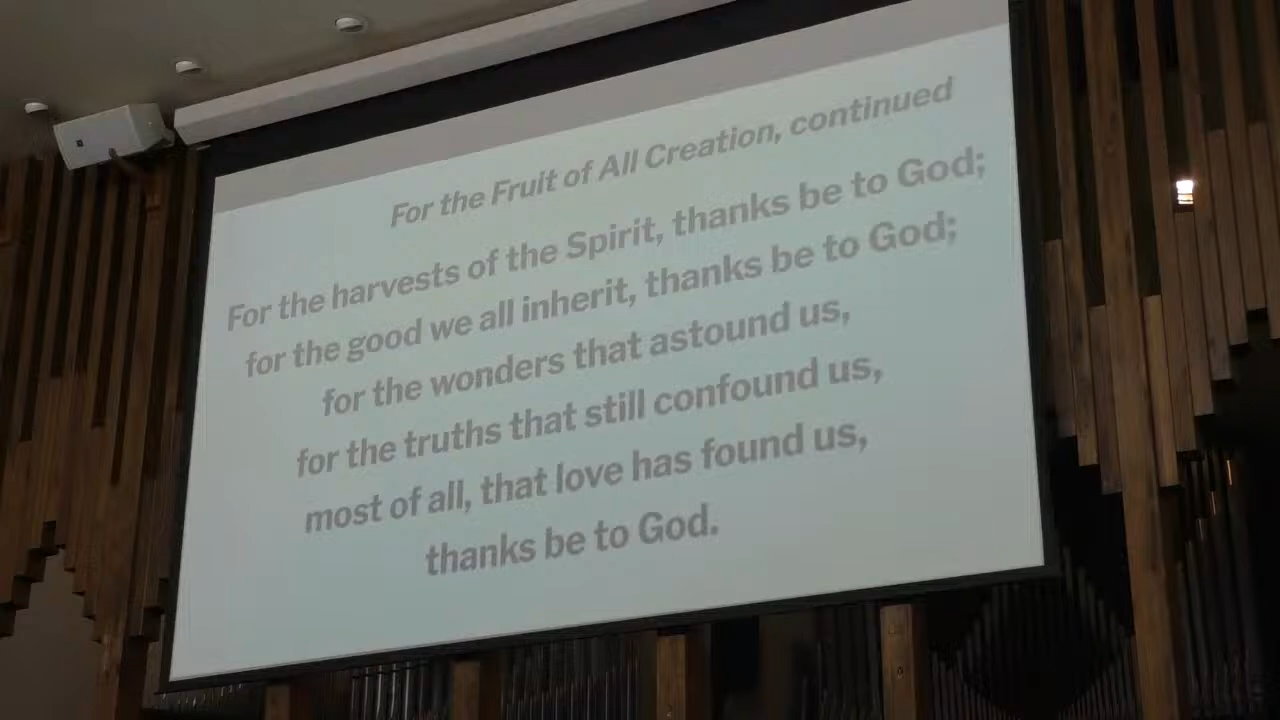 For the Fruit of All Creation, continued
For the harvests of the Spirit, thanks be to God;
for the good we all inherit, thanks be to God;
for the wonders that astound us,
for the truths that still confound us,
most of all, that love has found us,
thanks be to God.